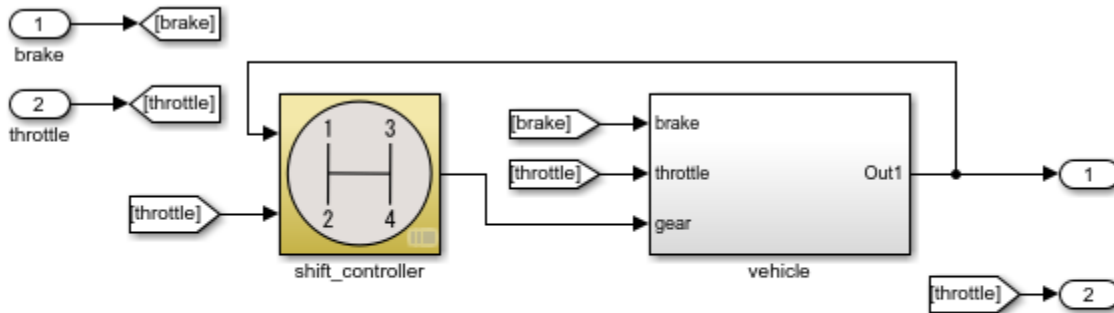 1
[brake]
brake
2
[throttle]
throttle
[throttle]
1 3
2 4
shift_controller
[brake]
[throttle]
brake
throttle
gear
Out1
vehicle
1
[throttle]
2